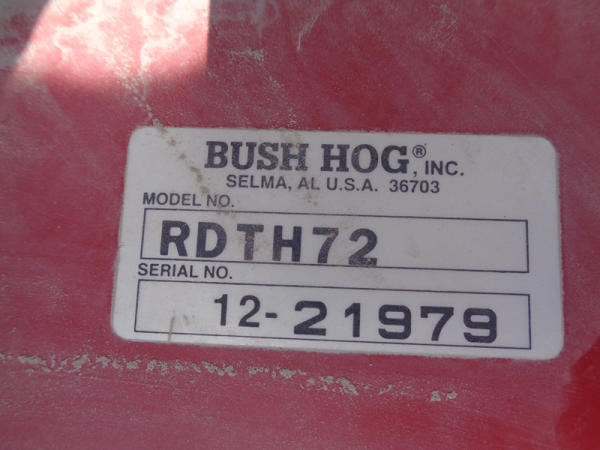 BUSH HOG®, INC.
SELMA, AL U.S.A. 36703
MODEL NO.
RDTH72
SERIAL NO.
12-21979